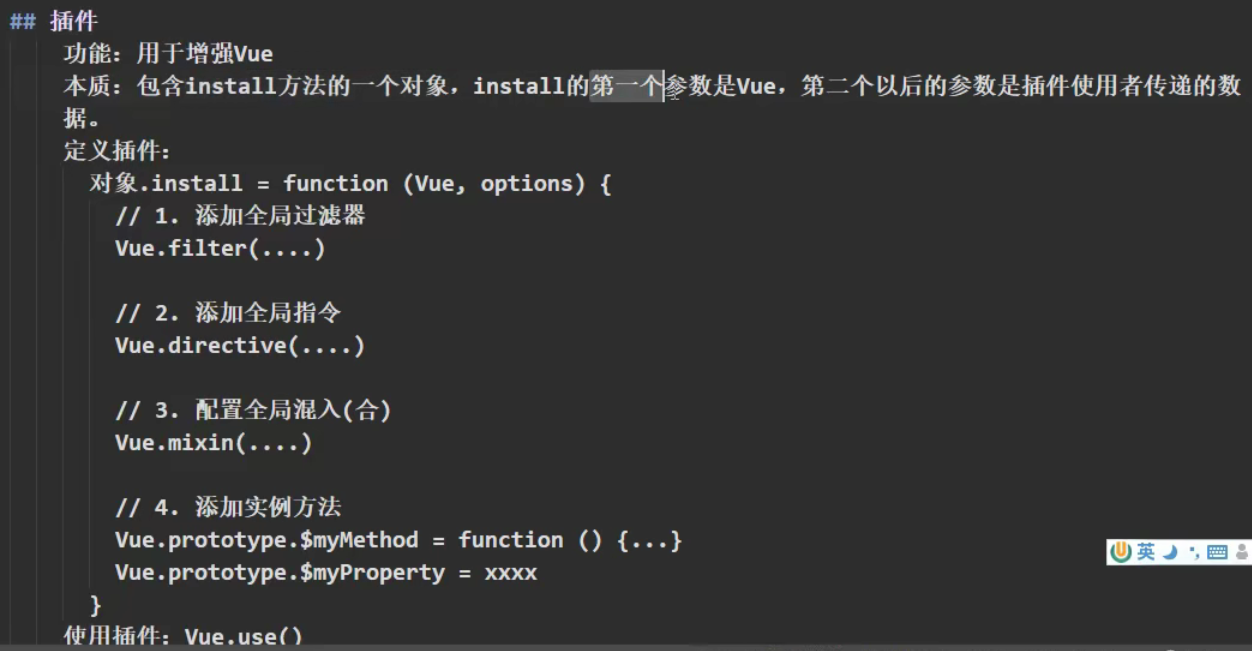 ## 插件
功能：用于增强Vue
本质：包含install方法的一个对象，install的第一个参数是Vue，第二个以后的参数是插件使用者传递的数
据。
定义插件：
对象.install = function (Vue, options) {
// 1. 添加全局过滤器
Vue.filter(....)
// 2. 添加全局指令
Vue.directive(....)
// 3. 配置全局混入(合)
Vue.mixin(....)
// 4. 添加实例方法
Vue.prototype.$myMethod = function () {...}
Vue.prototype.$myProperty = xxxx
}
英
使用插件：Vue.use()